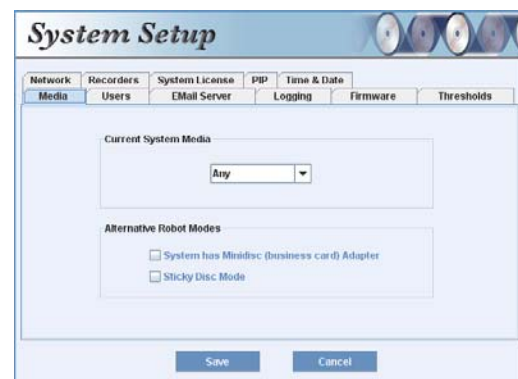 System Setup
Network Recorders System License PIP Time & Date
Media Users EMail Server Logging Firmware Thresholds
Current System Media
Any
Alternative Robot Modes
System has Minidisc (business card) Adapter
Sticky Disc Mode
Save Cancel